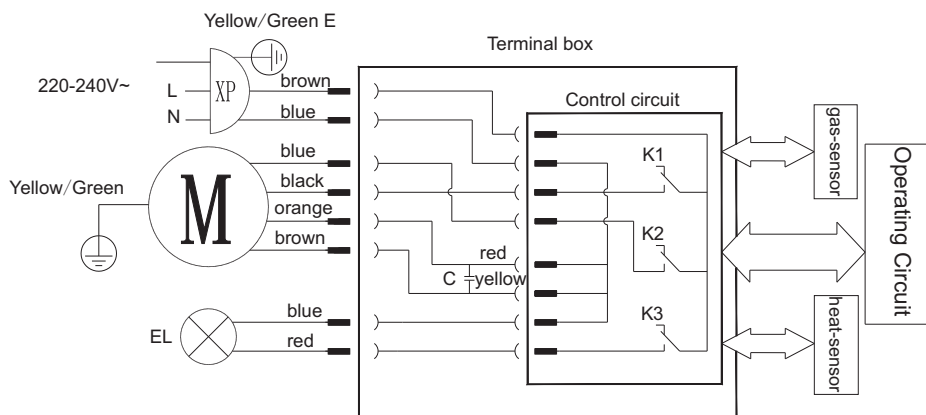 Yellow/Green E
Terminal box
220-240V~
L
N
XP
brown
blue
Control circuit
gas-sensor
Operating Circuit
Yellow/Green
M
blue
black
orange
brown
K1
K2
red
C
yellow
EL
blue
red
K3
heat-sensor